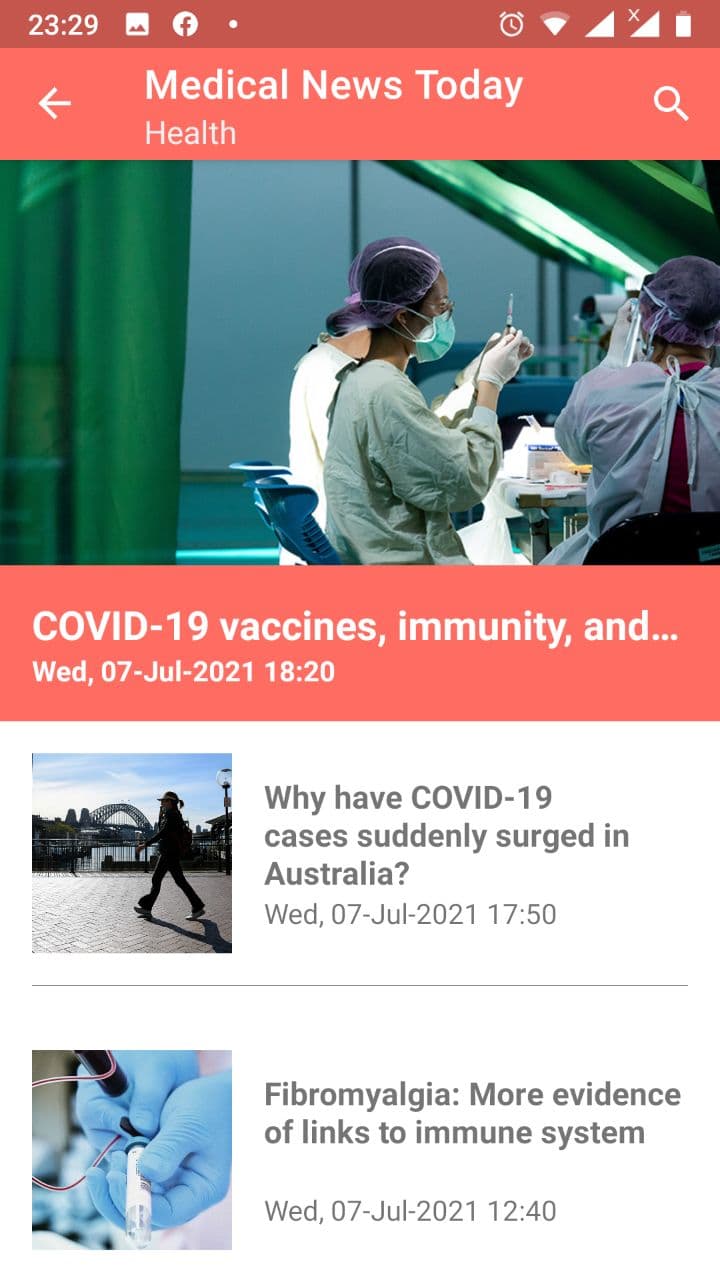 23:29
Medical News Today
Health
COVID-19 vaccines, immunity, and...
Wed, 07-Jul-2021 18:20
Why have COVID-19
cases suddenly surged in
Australia?
Wed, 07-Jul-2021 17:50
Fibromyalgia: More evidence
of links to immune system
Wed, 07-Jul-2021 12:40